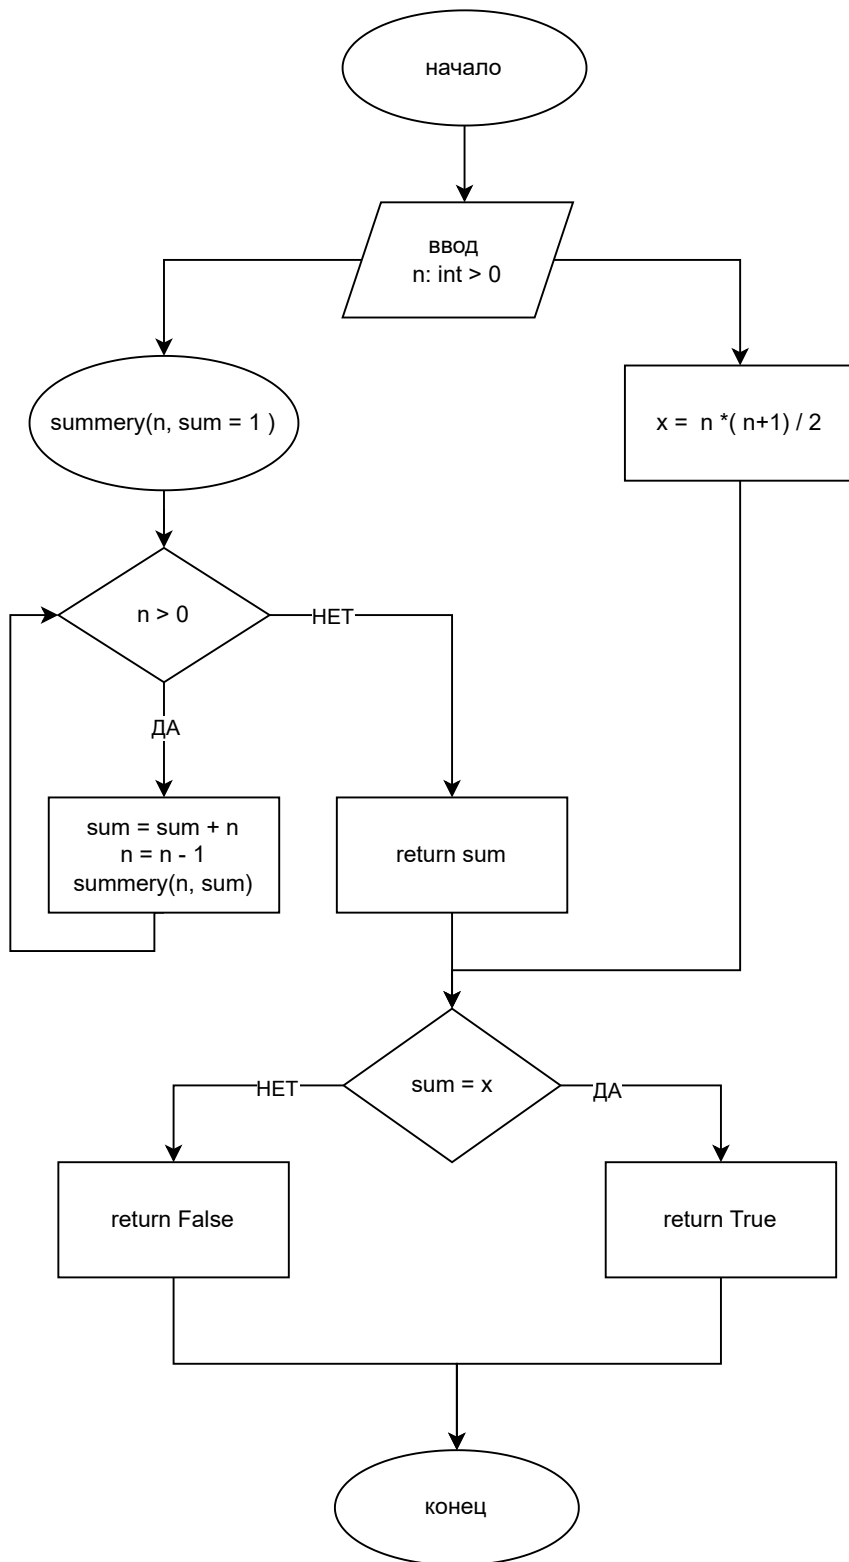 начало
ввод
n: int > 0
summery(n, sum = 1 )
x =  n *( n+1) / 2
n > 0
НЕТ
ДА
sum = sum + n
n = n - 1
summery(n, sum)
return sum
sum = x
НЕТ
ДА
return False
return True
конец